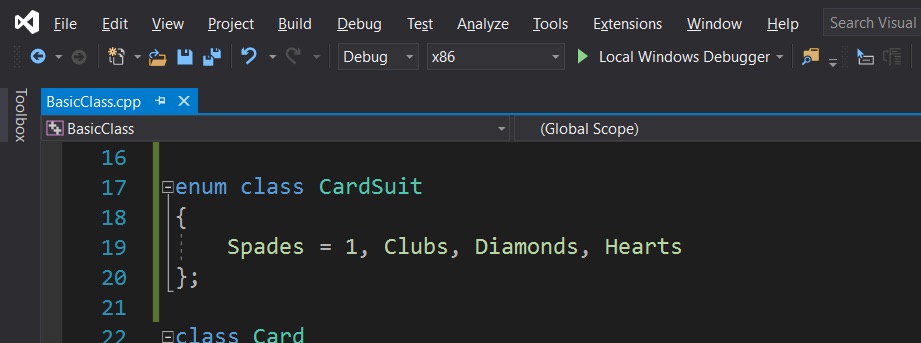 File Edit View Project Build Debug Test Analyze Tools Extensions Window Help Search Visual
Debug x86 Local Windows Debugger
Toolbox
BasicClass.cpp
BasicClass (Global Scope)
16
17 enum class CardSuit
18 {
19 Spades = 1, Clubs, Diamonds, Hearts
20 };
21
22 class Card